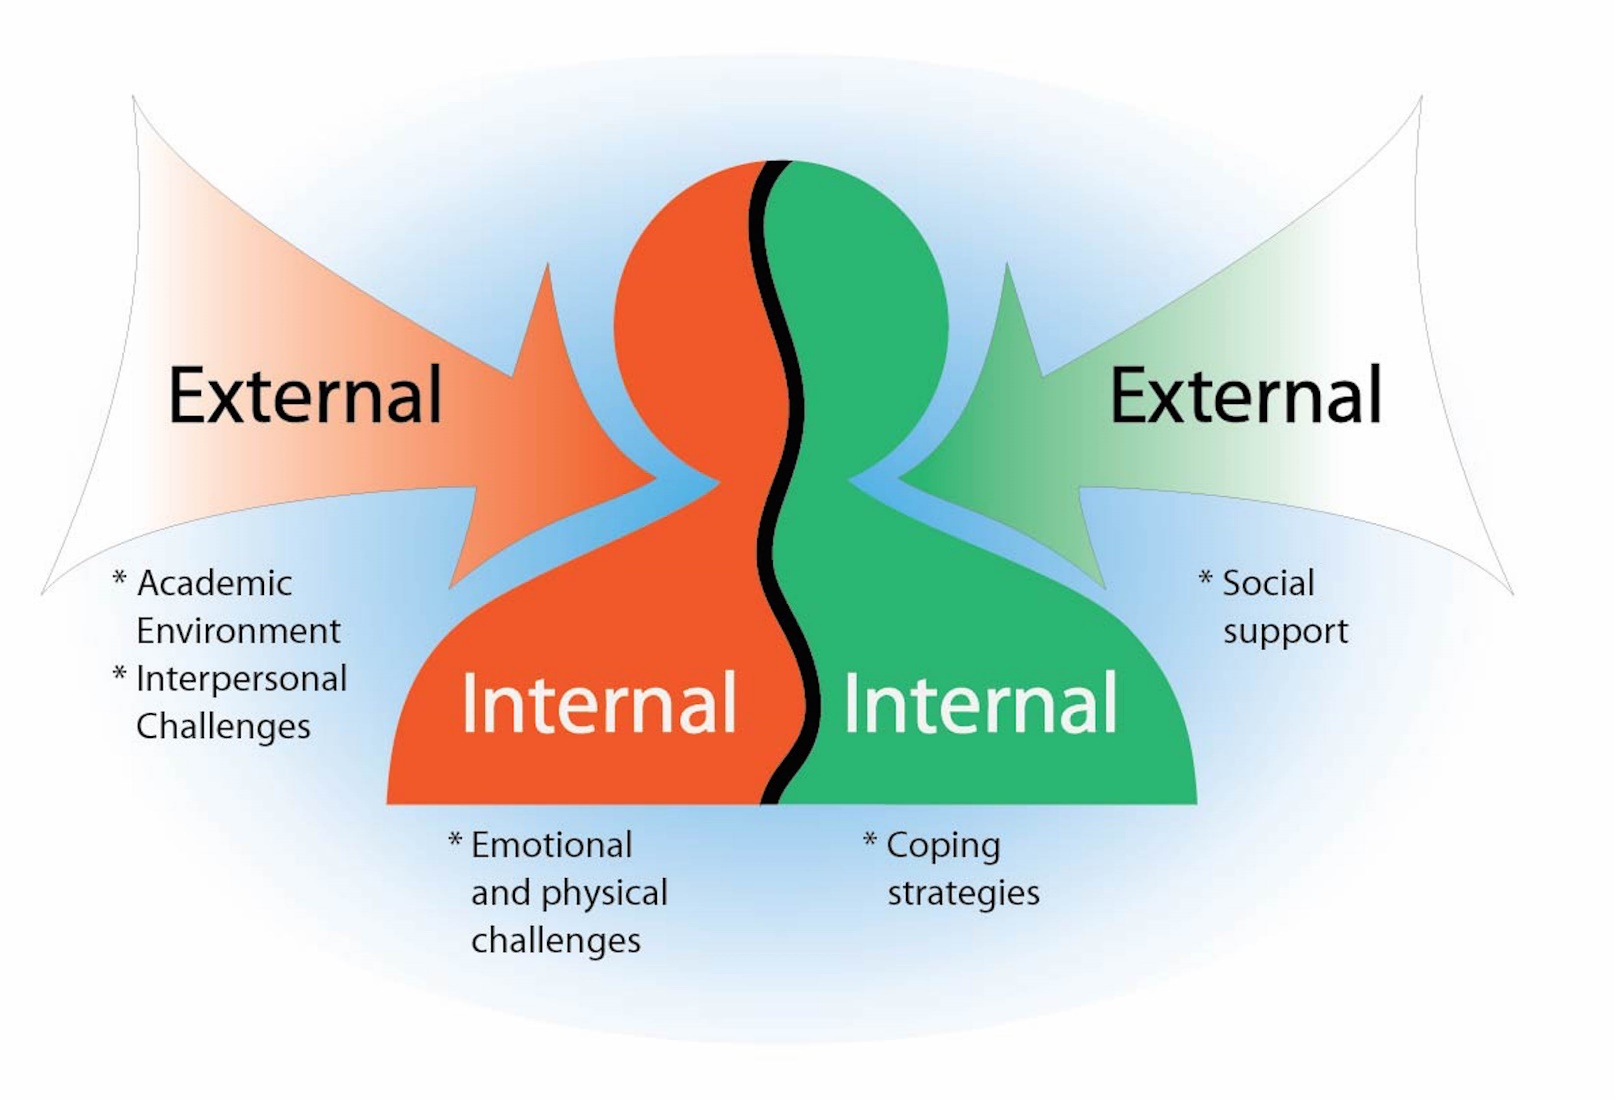 External
External
* Academic
Environment
* Interpersonal
Challenges
* Social
support
Internal
Internal
* Emotional
and physical
challenges
* Coping
strategies